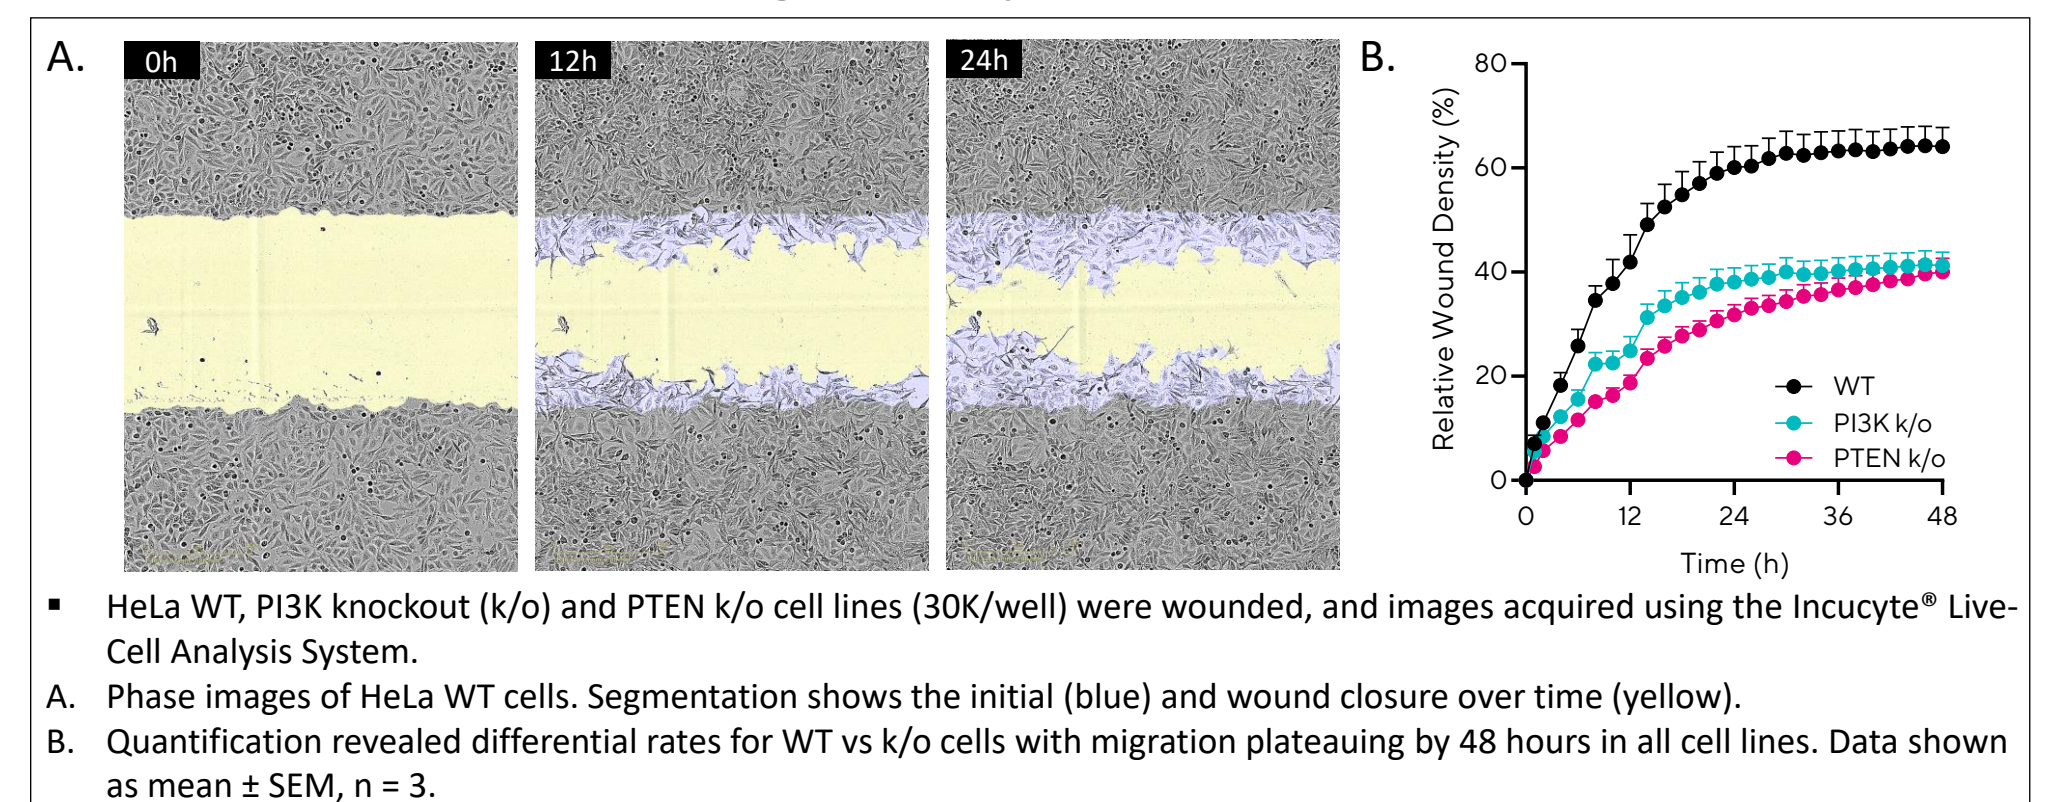 A.
0h
12h
24h
B.
80
60
40
20
0
Relative Wound Density (%)
WT
PI3K k/o
PTEN k/o
0 12 24 36 48
Time (h)
▪ HeLa WT, PI3K knockout (k/o) and PTEN k/o cell lines (30K/well) were wounded, and images acquired using the Incucyte® Live-
Cell Analysis System.
A. Phase images of HeLa WT cells. Segmentation shows the initial (blue) and wound closure over time (yellow).
B. Quantification revealed differential rates for WT vs k/o cells with migration plateauing by 48 hours in all cell lines. Data shown
as mean ± SEM, n = 3.